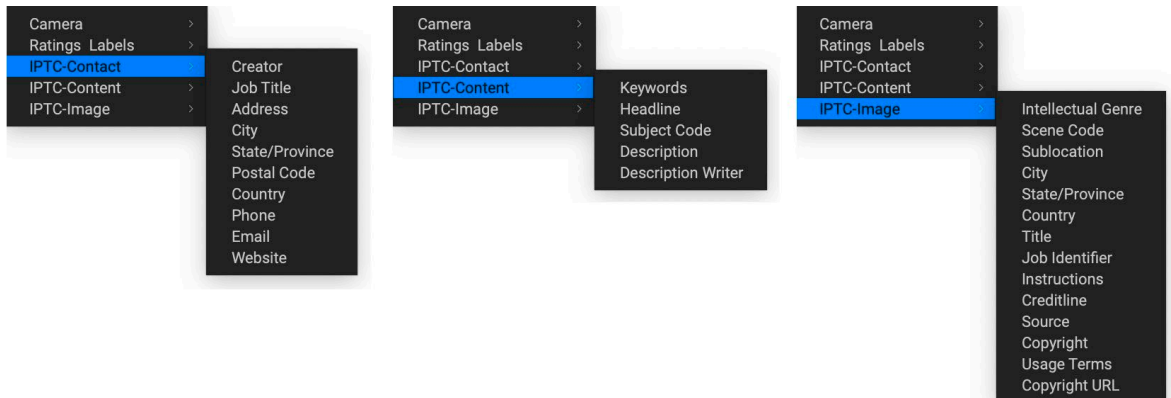 Camera
Ratings Labels
IPTC-Contact
IPTC-Content
IPTC-Image
Creator
Job Title
Address
City
State/Province
Postal Code
Country
Phone
Email
Website
Camera
Ratings Labels
IPTC-Contact
IPTC-Content
IPTC-Image
Keywords
Headline
Subject Code
Description
Description Writer
Camera
Ratings Labels
IPTC-Contact
IPTC-Content
IPTC-Image
Intellectual Genre
Scene Code
Sublocation
City
State/Province
Country
Title
Job Identifier
Instructions
Creditline
Source
Copyright
Usage Terms
Copyright URL